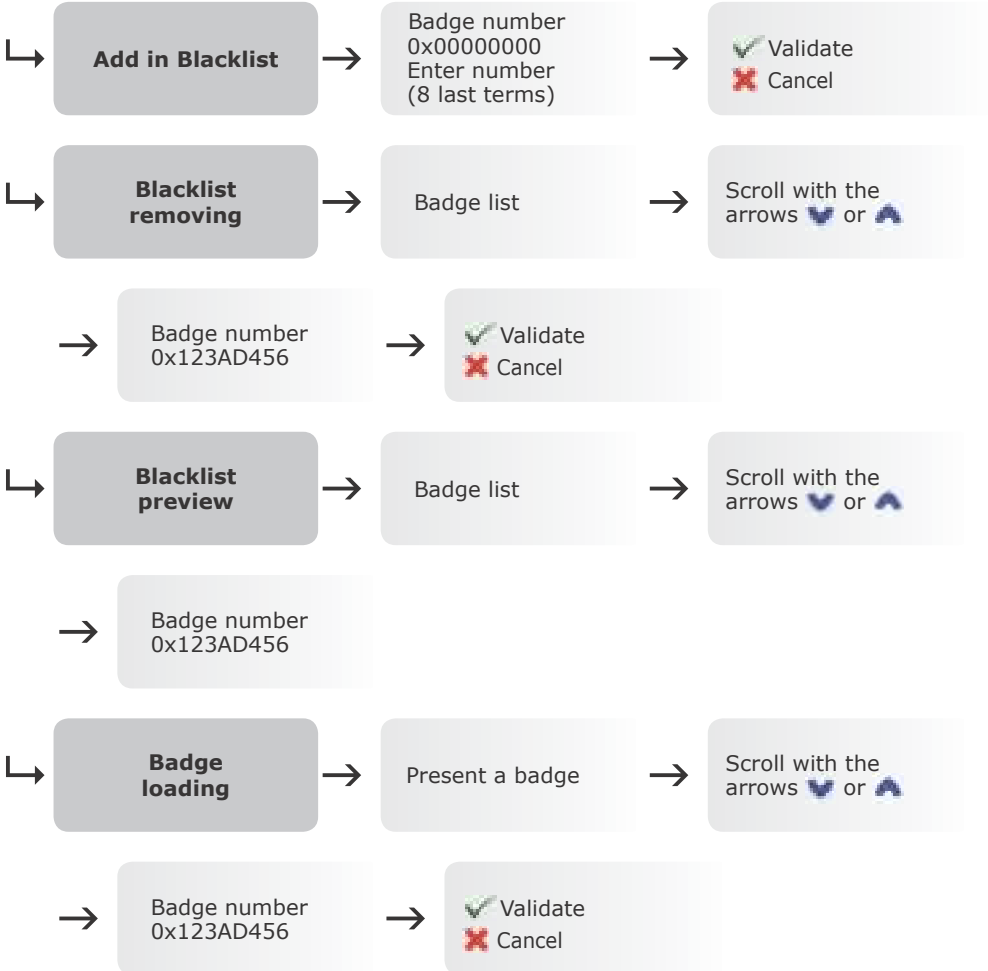 Add in Blacklist
Badge number
0x00000000
Enter number
(8 last terms)
Validate
Cancel
Blacklist
removing
Badge list
Scroll with the
arrows or
Badge number
0x123AD456
Validate
Cancel
Blacklist
preview
Badge list
Scroll with the
arrows or
Badge number
0x123AD456
Badge
loading
Present a badge
Scroll with the
arrows or
Badge number
0x123AD456
Validate
Cancel